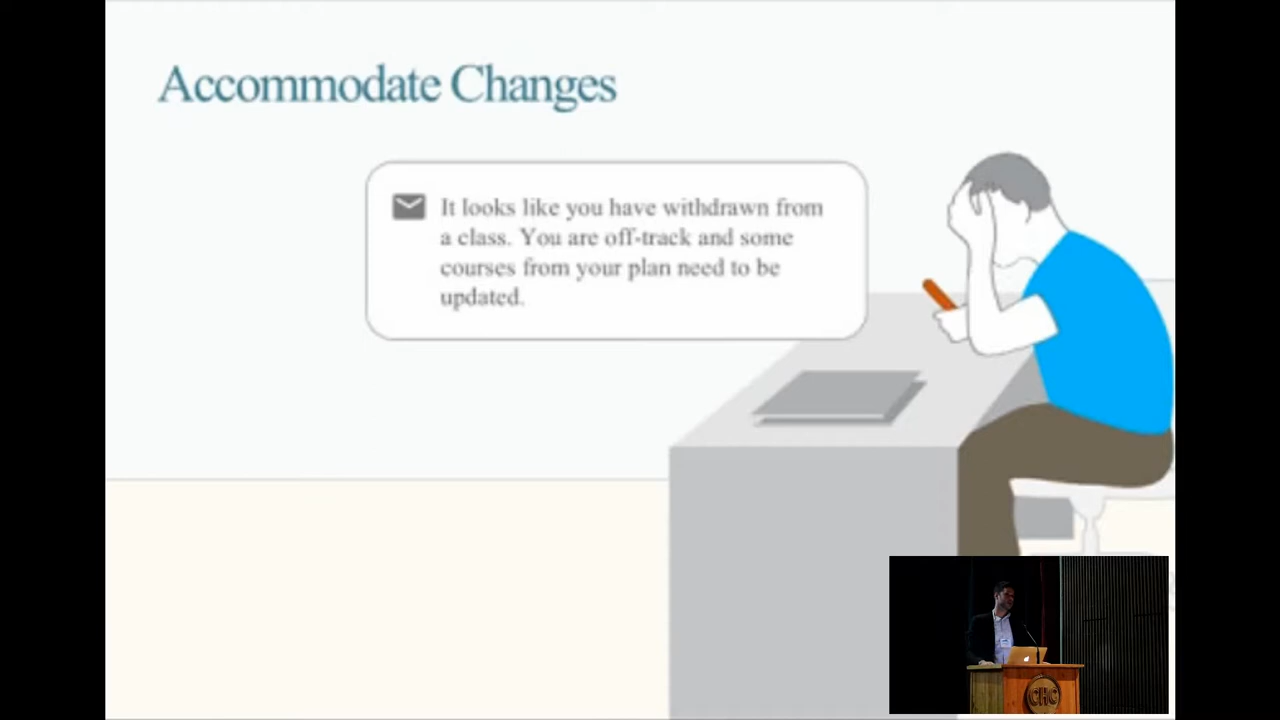 Accommodate Changes
It looks like you have withdrawn from
a class. You are off-track and some
courses from your plan need to be
updated.
CHC